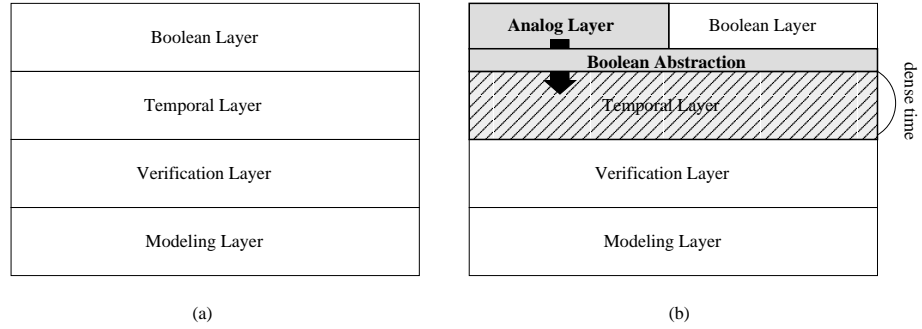 Boolean Layer
Temporal Layer
Verification Layer
Modeling Layer
(a)
Analog Layer
Boolean Layer
Boolean Abstraction
Temporal Layer
dense time
Verification Layer
Modeling Layer
(b)